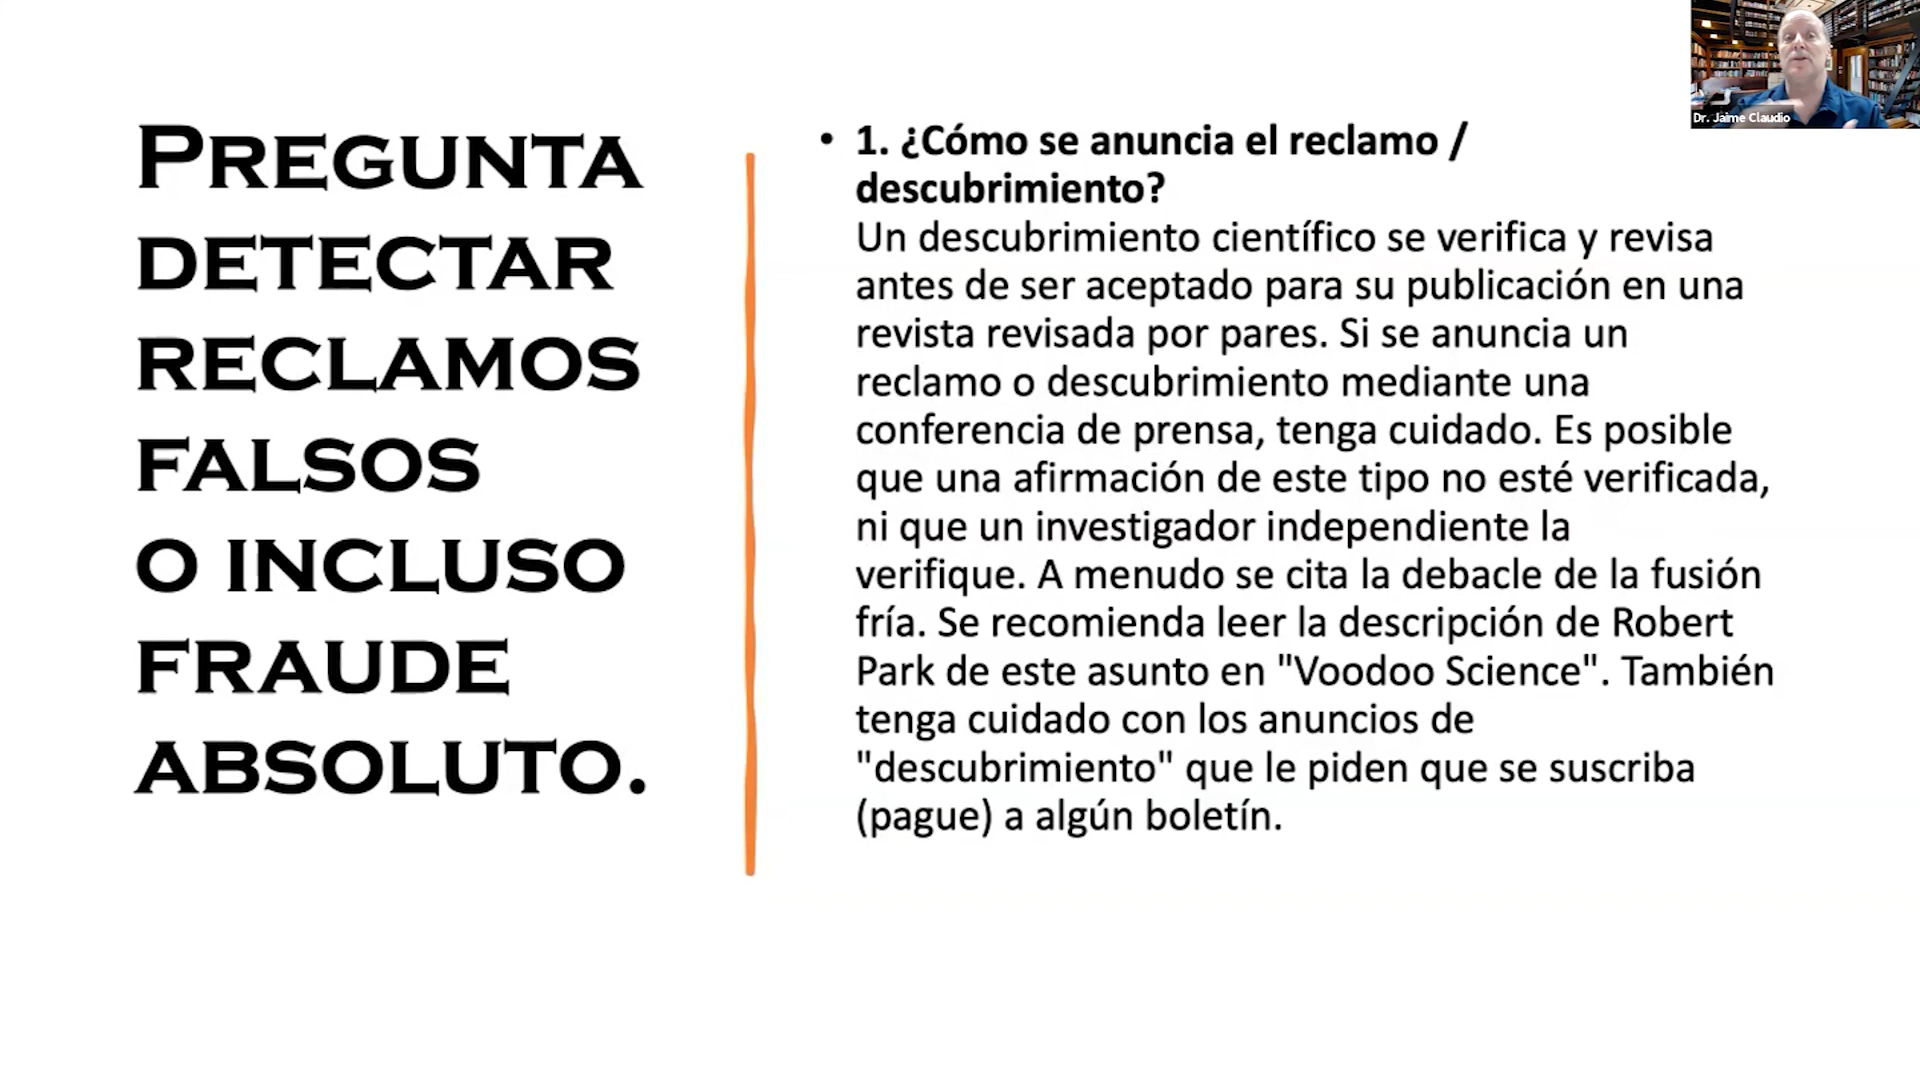 PREGUNTA
DETECTAR
RECLAMOS
FALSOS
O INCLUSO
FRAUDE
ABSOLUTO.
• 1. ¿Cómo se anuncia el reclamo /
descubrimiento?
Un descubrimiento científico se verifica y revisa
antes de ser aceptado para su publicación en una
revista revisada por pares. Si se anuncia un
reclamo o descubrimiento mediante una
conferencia de prensa, tenga cuidado. Es posible
que una afirmación de este tipo no esté verificada,
ni que un investigador independiente la
verifique. A menudo se cita la debacle de la fusión
fría. Se recomienda leer la descripción de Robert
Park de este asunto en "Voodoo Science". También
tenga cuidado con los anuncios de
"descubrimiento" que le piden que se suscriba
(pague) a algún boletín.
Dr. Jaime Claudio